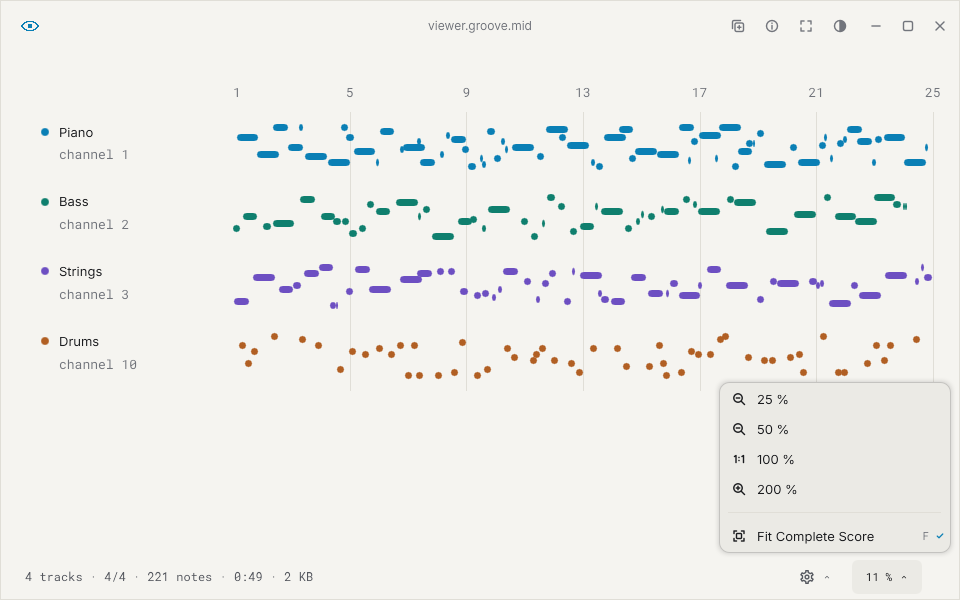 viewer.groove.mid
1 5 9 13 17 21 25
Piano
channel 1
Bass
channel 2
Strings
channel 3
Drums
channel 10
25 %
50 %
1:1 100 %
200 %
Fit Complete Score F
4 tracks · 4/4 · 221 notes · 0:49 · 2 KB
11 %